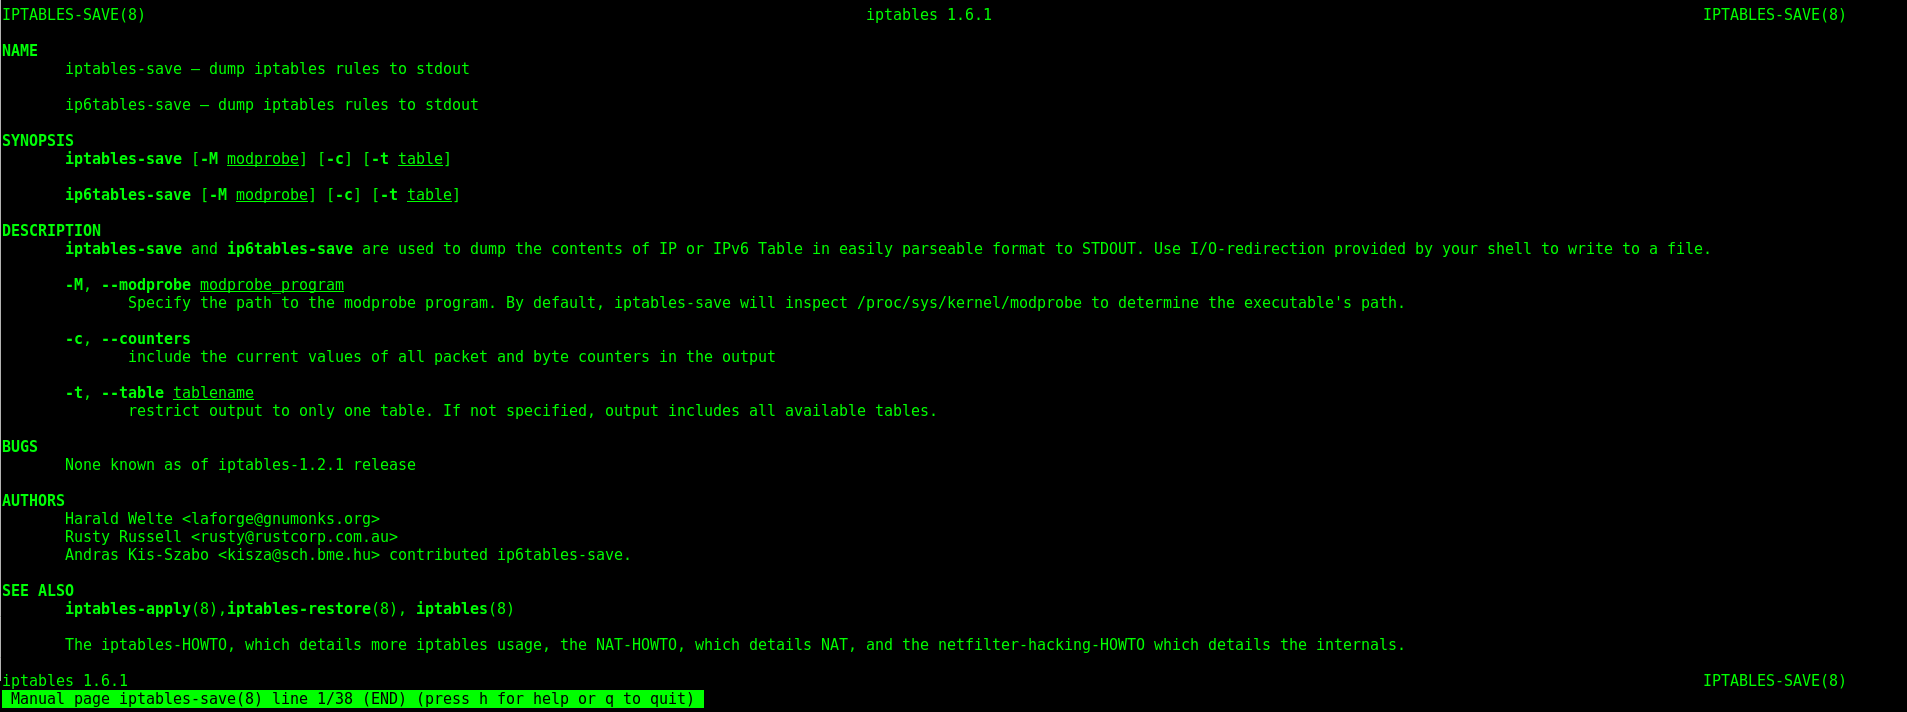 IPTABLES-SAVE(8) iptables 1.6.1 IPTABLES-SAVE(8)
NAME
iptables-save — dump iptables rules to stdout
ip6tables-save — dump iptables rules to stdout
SYNOPSIS
iptables-save [-M modprobe] [-c] [-t table]
ip6tables-save [-M modprobe] [-c] [-t table]
DESCRIPTION
iptables-save and ip6tables-save are used to dump the contents of IP or IPv6 Table in easily parseable format to STDOUT. Use I/O-redirection provided by your shell to write to a file.
-M, --modprobe modprobe_program
Specify the path to the modprobe program. By default, iptables-save will inspect /proc/sys/kernel/modprobe to determine the executable's path.
-c, --counters
include the current values of all packet and byte counters in the output
-t, --table tablename
restrict output to only one table. If not specified, output includes all available tables.
BUGS
None known as of iptables-1.2.1 release
AUTHORS
Harald Welte <laforge@gnumonks.org>
Rusty Russell <rusty@rustcorp.com.au>
Andras Kis-Szabo <kisza@sch.bme.hu> contributed ip6tables-save.
SEE ALSO
iptables-apply(8),iptables-restore(8), iptables(8)
The iptables-HOWTO, which details more iptables usage, the NAT-HOWTO, which details NAT, and the netfilter-hacking-HOWTO which details the internals.
iptables 1.6.1 IPTABLES-SAVE(8)
Manual page iptables-save(8) line 1/38 (END) (press h for help or q to quit)